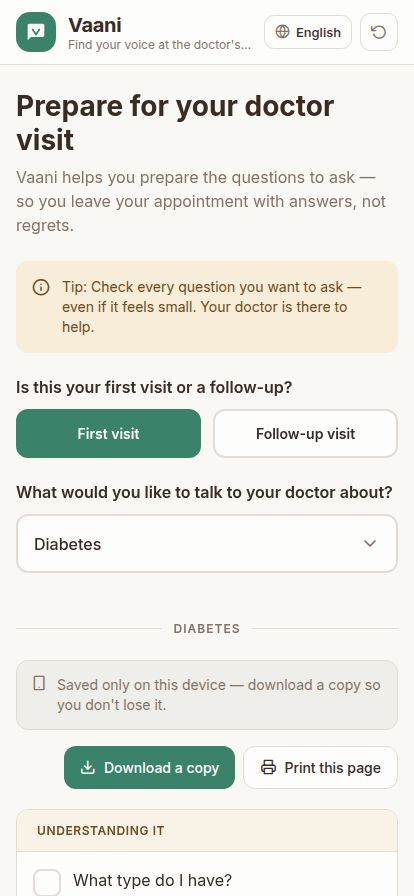 Vaani
Find your voice at the doctor's...
English
Prepare for your doctor
visit
Vaani helps you prepare the questions to ask —
so you leave your appointment with answers, not
regrets.
Tip: Check every question you want to ask —
even if it feels small. Your doctor is there to
help.
Is this your first visit or a follow-up?
First visit
Follow-up visit
What would you like to talk to your doctor about?
Diabetes
DIABETES
Saved only on this device — download a copy so
you don't lose it.
Download a copy
Print this page
UNDERSTANDING IT
What type do I have?